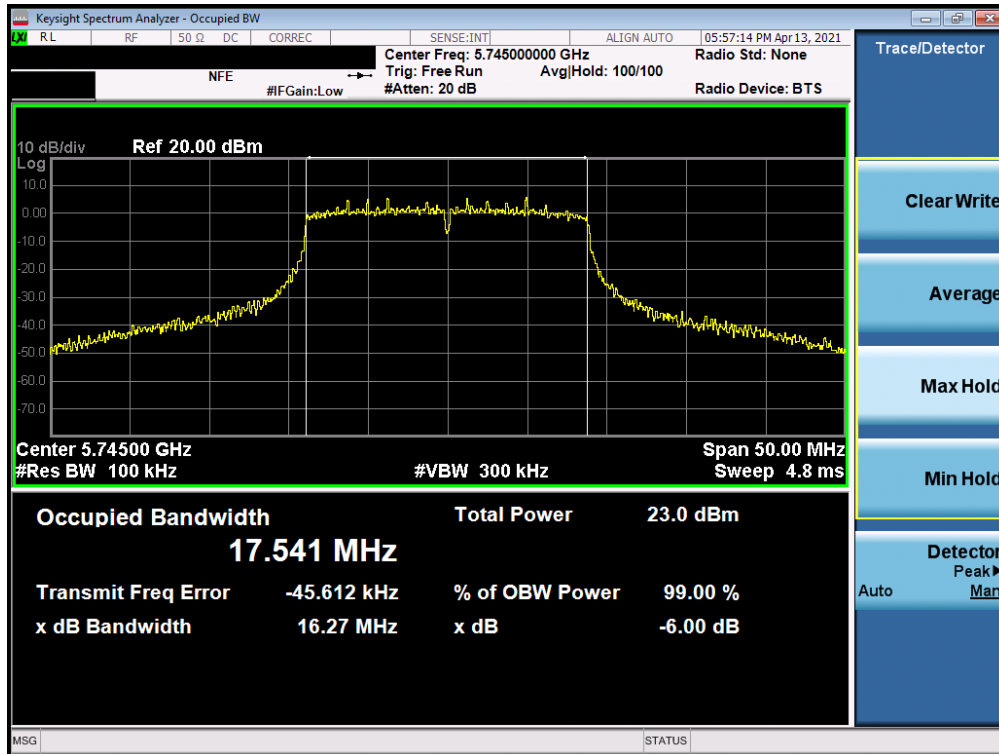 Keysight Spectrum Analyzer - Occupied BW
LXI RL RF 50 Ω DC CORREC SENSE:INT ALIGN AUTO 05:57:14 PM Apr 13, 2021
Center Freq: 5.745000000 GHz Radio Std: None
NFE Trig: Free Run Avg|Hold: 100/100
#IFGain:Low #Atten: 20 dB Radio Device: BTS
Trace/Detector
10 dB/div Ref 20.00 dBm
Log
10.0
0.00
-10.0
-20.0
-30.0
-40.0
-50.0
-60.0
-70.0
Center 5.74500 GHz Span 50.00 MHz
#Res BW 100 kHz #VBW 300 kHz Sweep 4.8 ms
Occupied Bandwidth Total Power 23.0 dBm
17.541 MHz
Transmit Freq Error -45.612 kHz % of OBW Power 99.00 %
x dB Bandwidth 16.27 MHz x dB -6.00 dB
Clear Write
Average
Max Hold
Min Hold
Detector
Peak▶
Auto Man
MSG STATUS